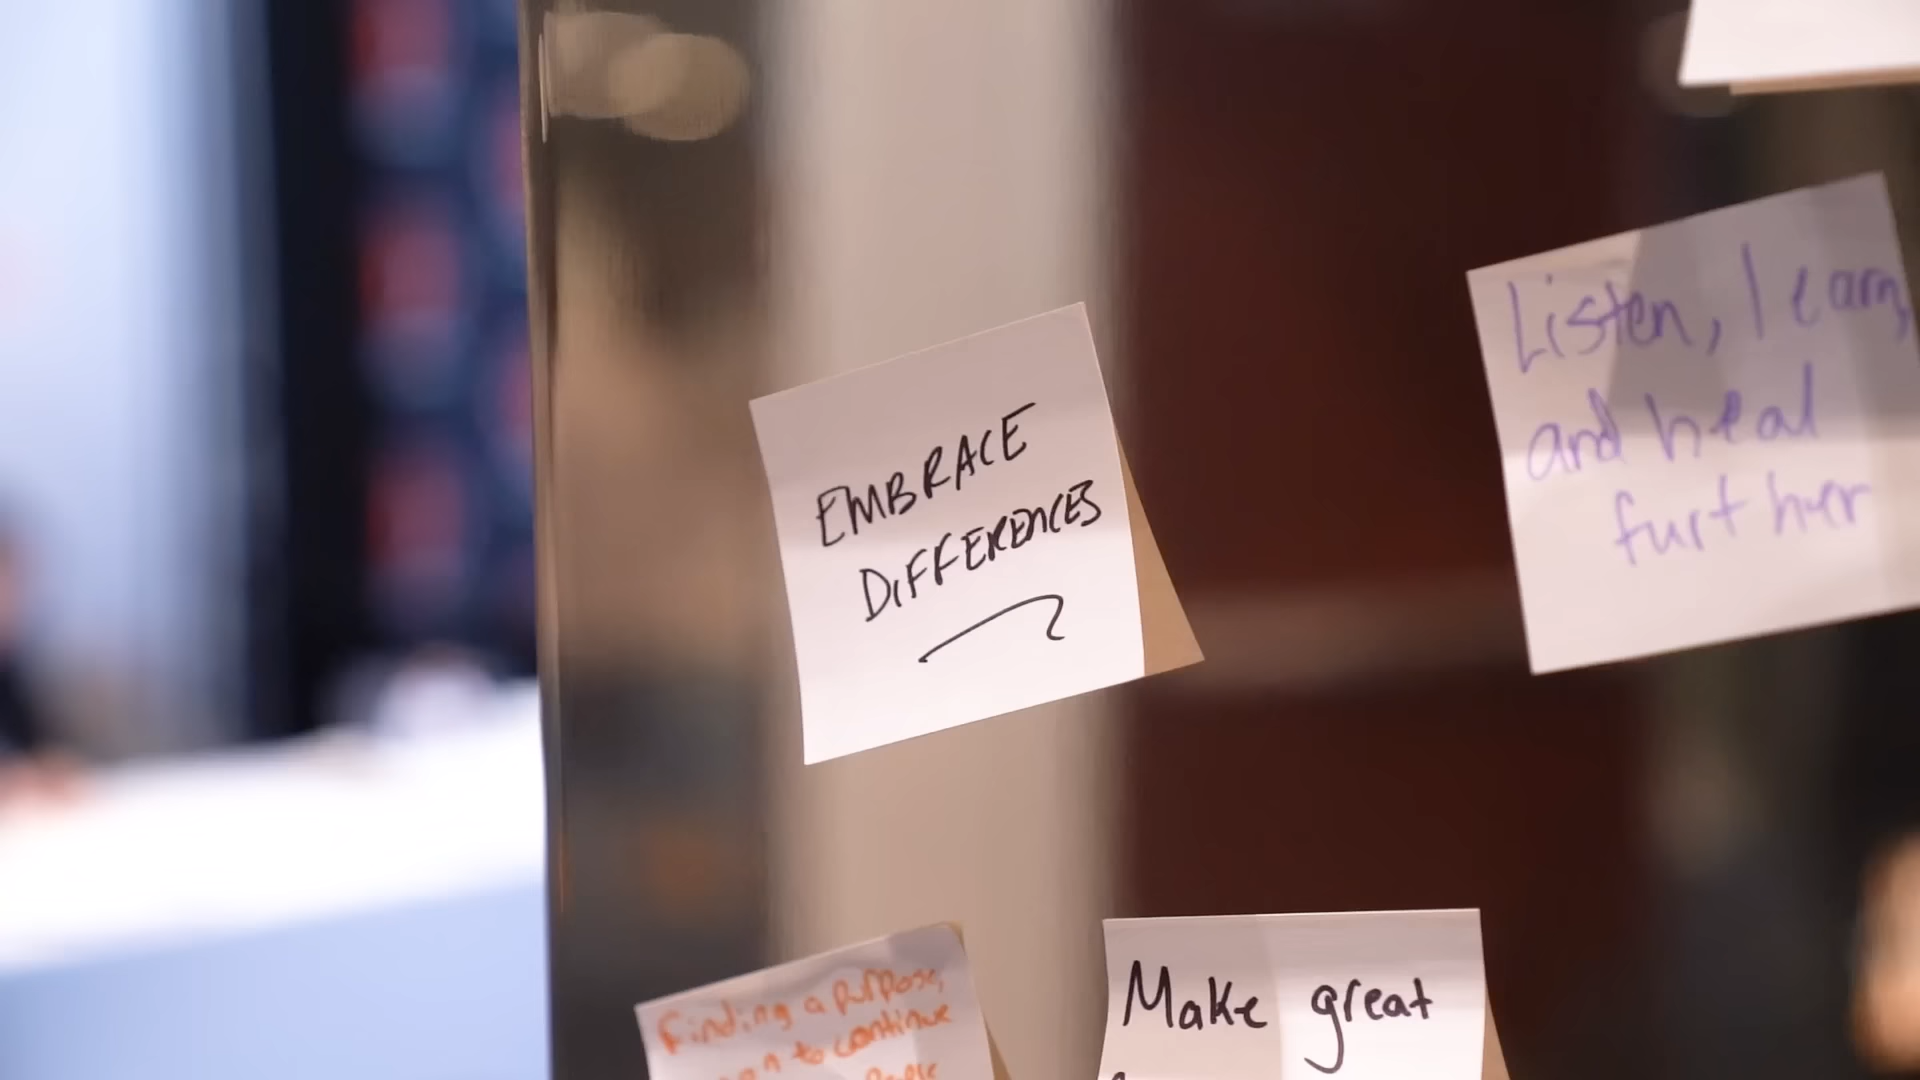 EMBRACE
DIFFERENCES
Listen, learn,
and heal
further
Finding a purpose,
to continue
Make great